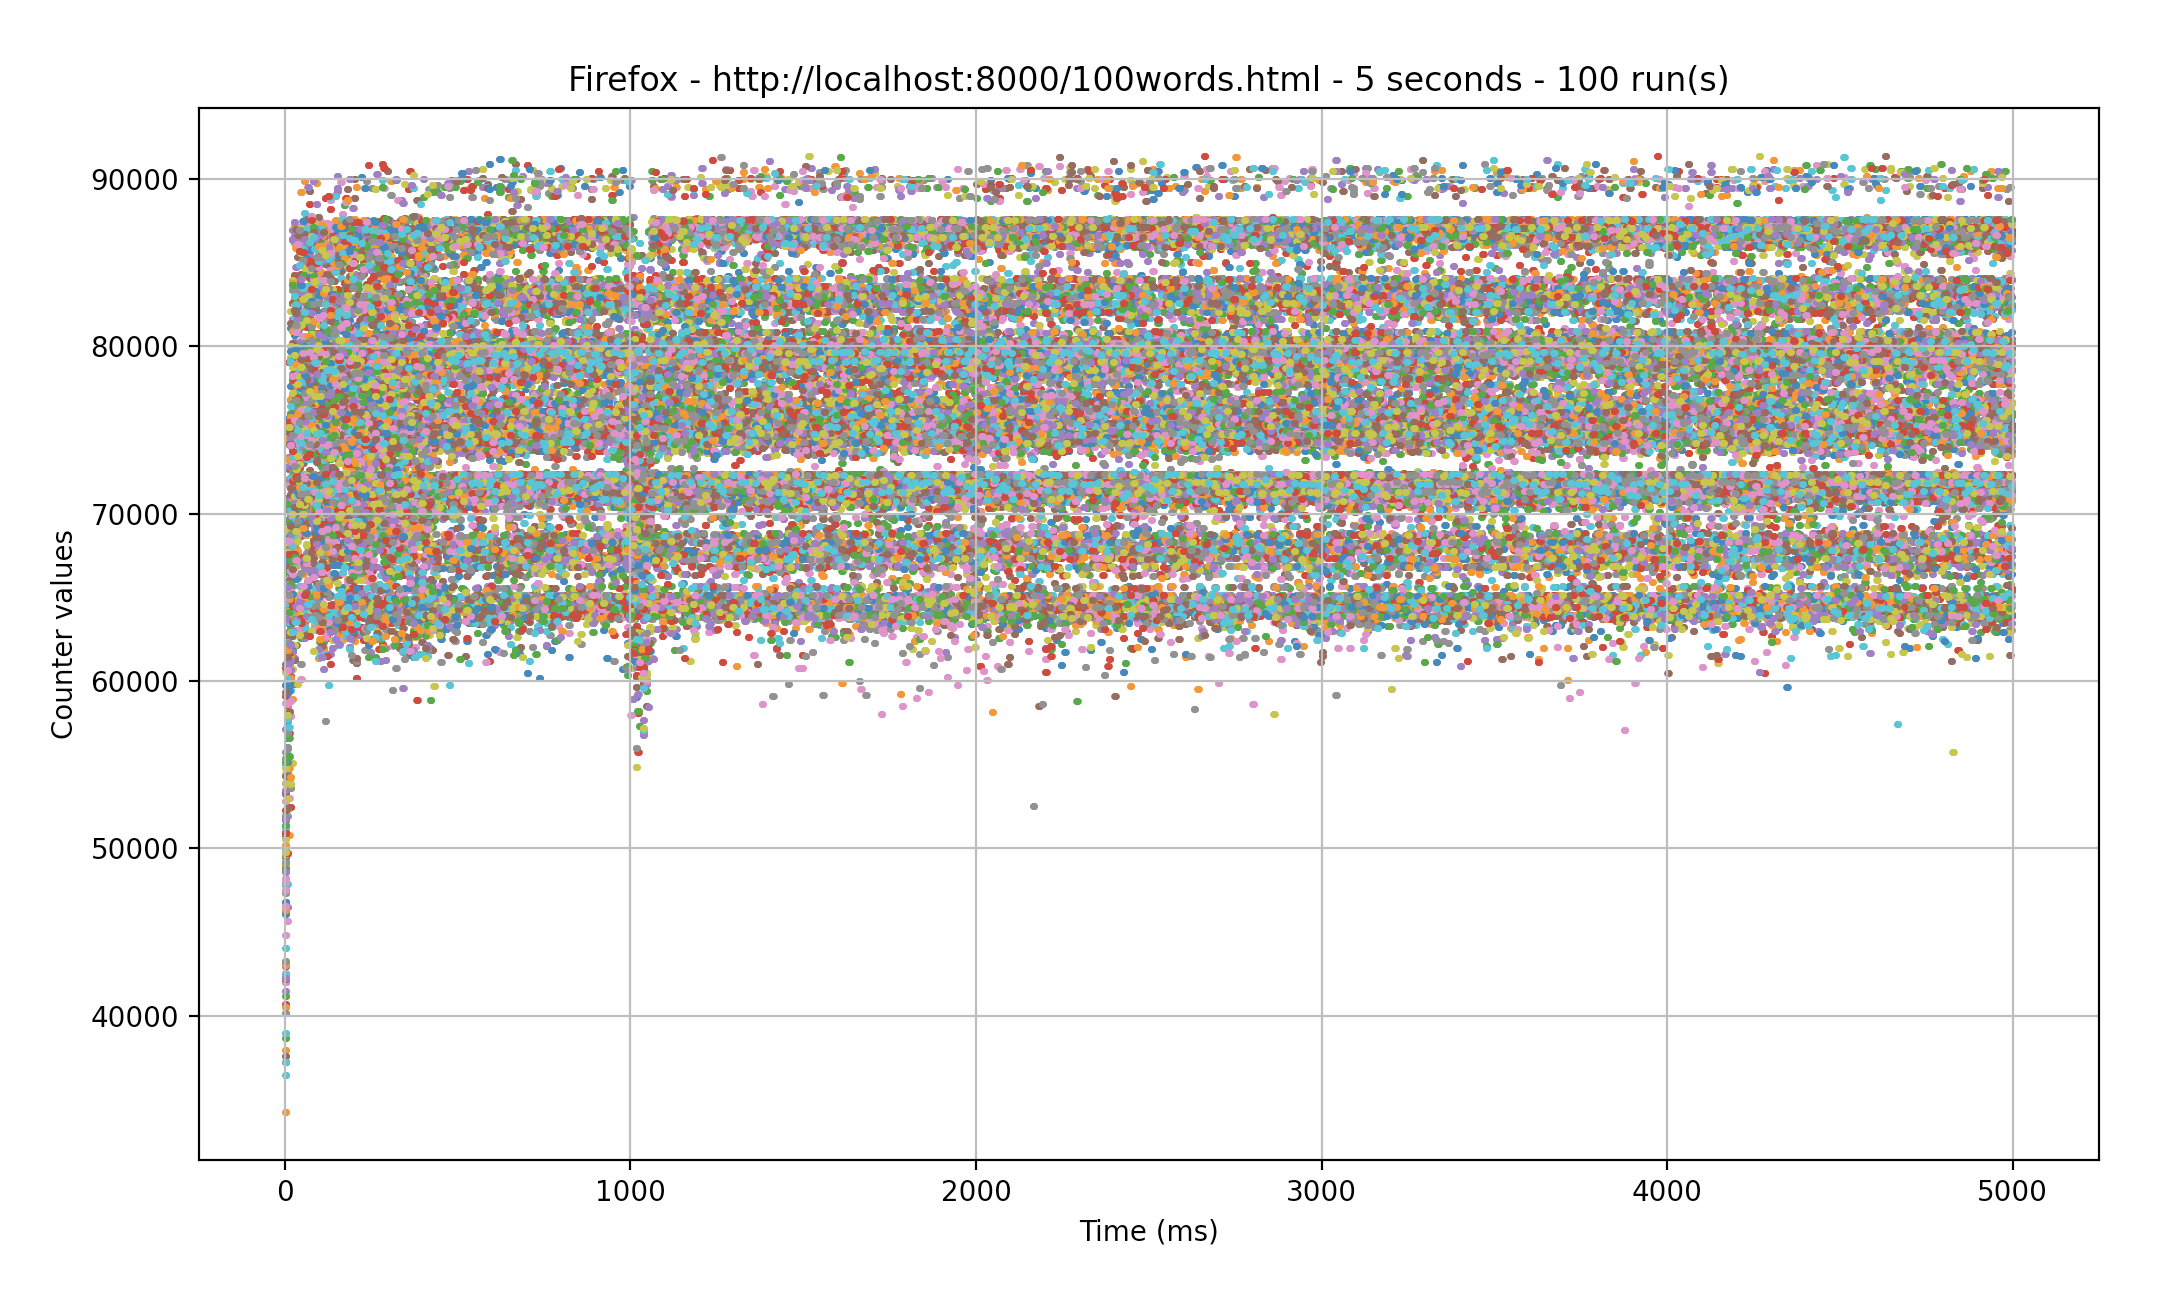 Firefox - http://localhost:8000/100words.html - 5 seconds - 100 run(s)
Counter values
90000
80000
70000
60000
50000
40000
0 1000 2000 3000 4000 5000
Time (ms)